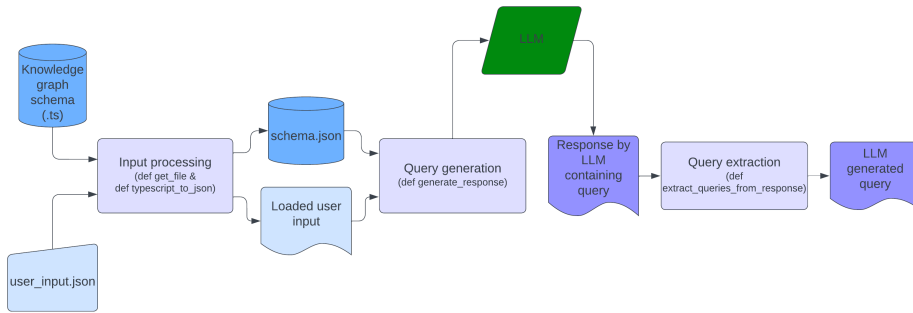 Knowledge
graph
schema
(.ts)
user_input.json
Input processing
(def get_file &
def typescript_to_json)
schema.json
Loaded user
input
Query generation
(def generate_response)
LLM
Response by
LLM
containing
query
Query extraction
(def
extract_queries_from_response)
LLM
generated
query